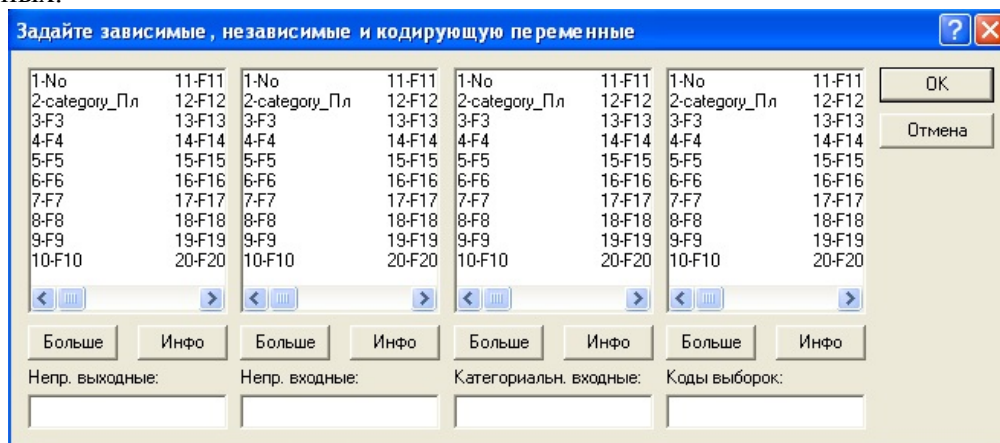 ных.
Задайте зависимые , независимые и кодирующую переменные
1-No 11-F11 1-No 11-F11 1-No 11-F11 1-No 11-F11 OK
2-category_Пл 12-F12 2-category_Пл 12-F12 2-category_Пл 12-F12 2-category_Пл 12-F12
3-F3 13-F13 3-F3 13-F13 3-F3 13-F13 3-F3 13-F13
4-F4 14-F14 4-F4 14-F14 4-F4 14-F14 4-F4 14-F14 Отмена
5-F5 15-F15 5-F5 15-F15 5-F5 15-F15 5-F5 15-F15
6-F6 16-F16 6-F6 16-F16 6-F6 16-F16 6-F6 16-F16
7-F7 17-F17 7-F7 17-F17 7-F7 17-F17 7-F7 17-F17
8-F8 18-F18 8-F8 18-F18 8-F8 18-F18 8-F8 18-F18
9-F9 19-F19 9-F9 19-F19 9-F9 19-F19 9-F9 19-F19
10-F10 20-F20 10-F10 20-F20 10-F10 20-F20 10-F10 20-F20
Больше Инфо Больше Инфо Больше Инфо Больше Инфо
Непр. выходные: Непр. входные: Категориальн. входные: Коды выборок: